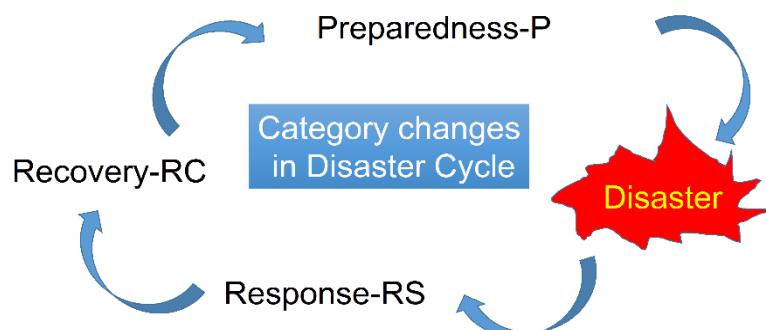 Preparedness-P
Category changes
in Disaster Cycle
Recovery-RC
Disaster
Response-RS